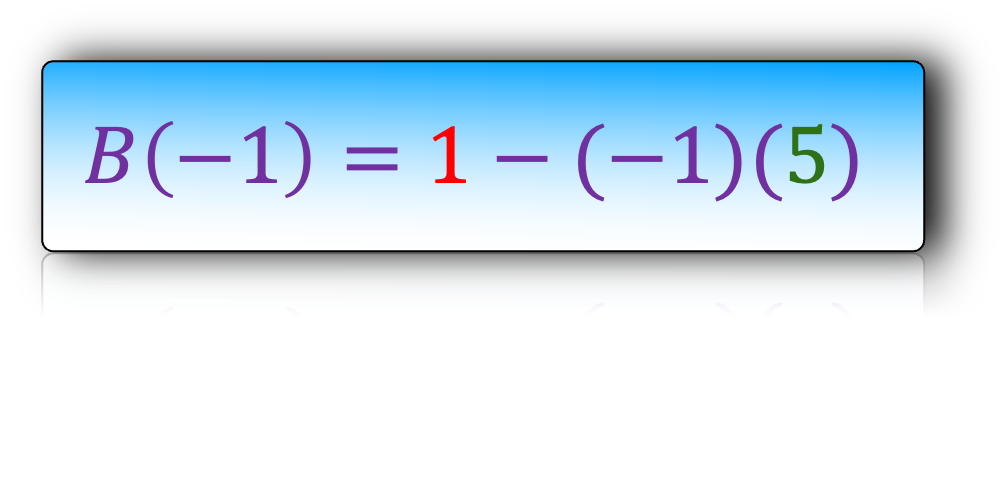 B(−1) = 1 − (−1)(5)